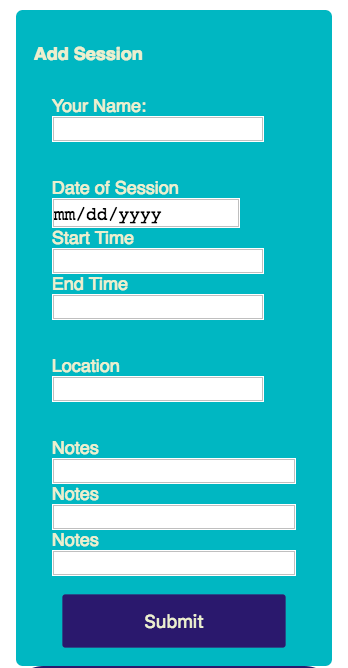 Add Session
Your Name:
Date of Session
mm/dd/yyyy
Start Time
End Time
Location
Notes
Notes
Notes
Submit